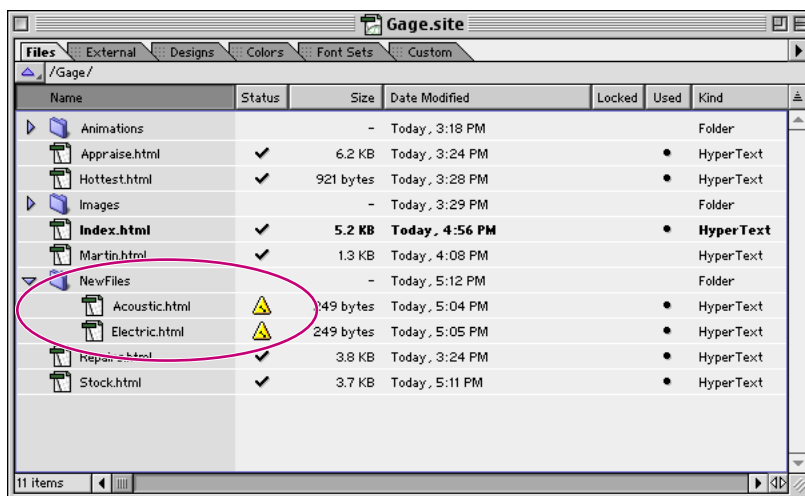 Gage.site
Files External Designs Colors Font Sets Custom
/Gage/
Name Status Size Date Modified Locked Used Kind
Animations – Today, 3:18 PM Folder
Appraise.html 6.2 KB Today, 3:24 PM HyperText
Hottest.html 921 bytes Today, 3:28 PM HyperText
Images – Today, 3:29 PM Folder
Index.html 5.2 KB Today, 4:56 PM HyperText
Martin.html 1.3 KB Today, 4:08 PM HyperText
NewFiles – Today, 5:12 PM Folder
Acoustic.html 249 bytes Today, 5:04 PM HyperText
Electric.html 249 bytes Today, 5:05 PM HyperText
3.8 KB Today, 3:24 PM HyperText
Stock.html 3.7 KB Today, 5:11 PM HyperText
11 items